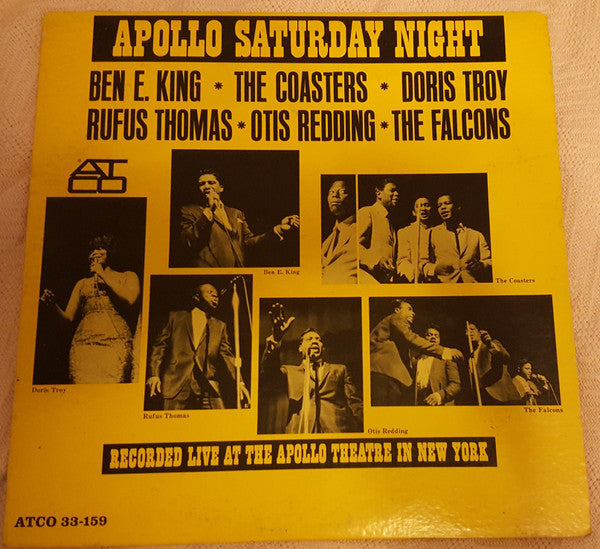 APOLLO SATURDAY NIGHT
BEN E. KING * THE COASTERS * DORIS TROY
RUFUS THOMAS * OTIS REDDING * THE FALCONS
ATCO
Ben E. King
The Coasters
Doris Troy
Rufus Thomas
Otis Redding
The Falcons
RECORDED LIVE AT THE APOLLO THEATRE IN NEW YORK
ATCO 33-159